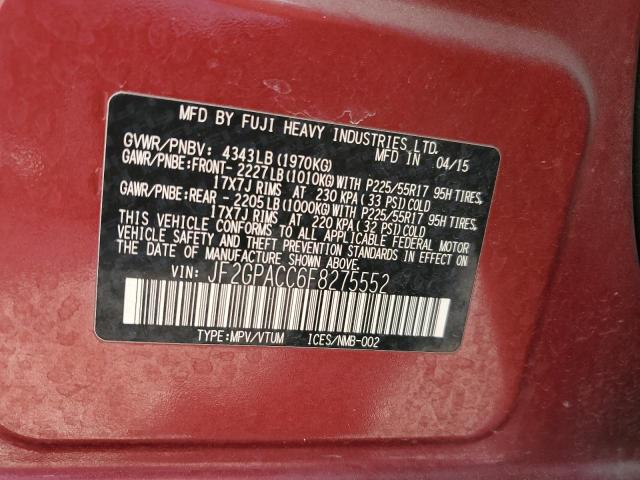 MFD BY FUJI HEAVY INDUSTRIES,LTD.
GVWR/PNBV: 4343LB(1970KG) MFD IN 04/15
GAWR/PNBE:FRONT- 2227LB(1010KG)WITH P225/55R17 95H TIRES,
17X7J RIMS AT 230 KPA(33 PSI)COLD
GAWR/PNBE:REAR - 2205LB(1000KG)WITH P225/55R17 95H TIRES,
17X7J RIMS AT 220 KPA(32 PSI)COLD
THIS VEHICLE CONFORMS TO ALL APPLICABLE FEDERAL MOTOR
VEHICLE SAFETY AND THEFT PREVENTION STANDARDS IN EFFECT ON
THE DATE OF MANUFACTURE SHOWN ABOVE.
VIN: JF2GPACC6F8275552
TYPE:MPV/VTUM ICES/NMB-002